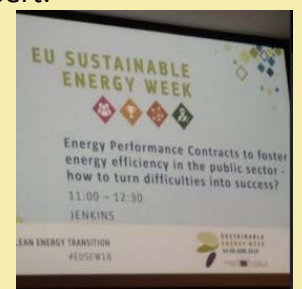 EU SUSTAINABLE
ENERGY WEEK
Energy Performance Contracts to foster
energy efficiency in the public sector -
how to turn difficulties into success?
11:00 - 12:30
JENKINS
LEAN ENERGY TRANSITION
#EUSEW18
SUSTAINABLE
ENERGY WEEK